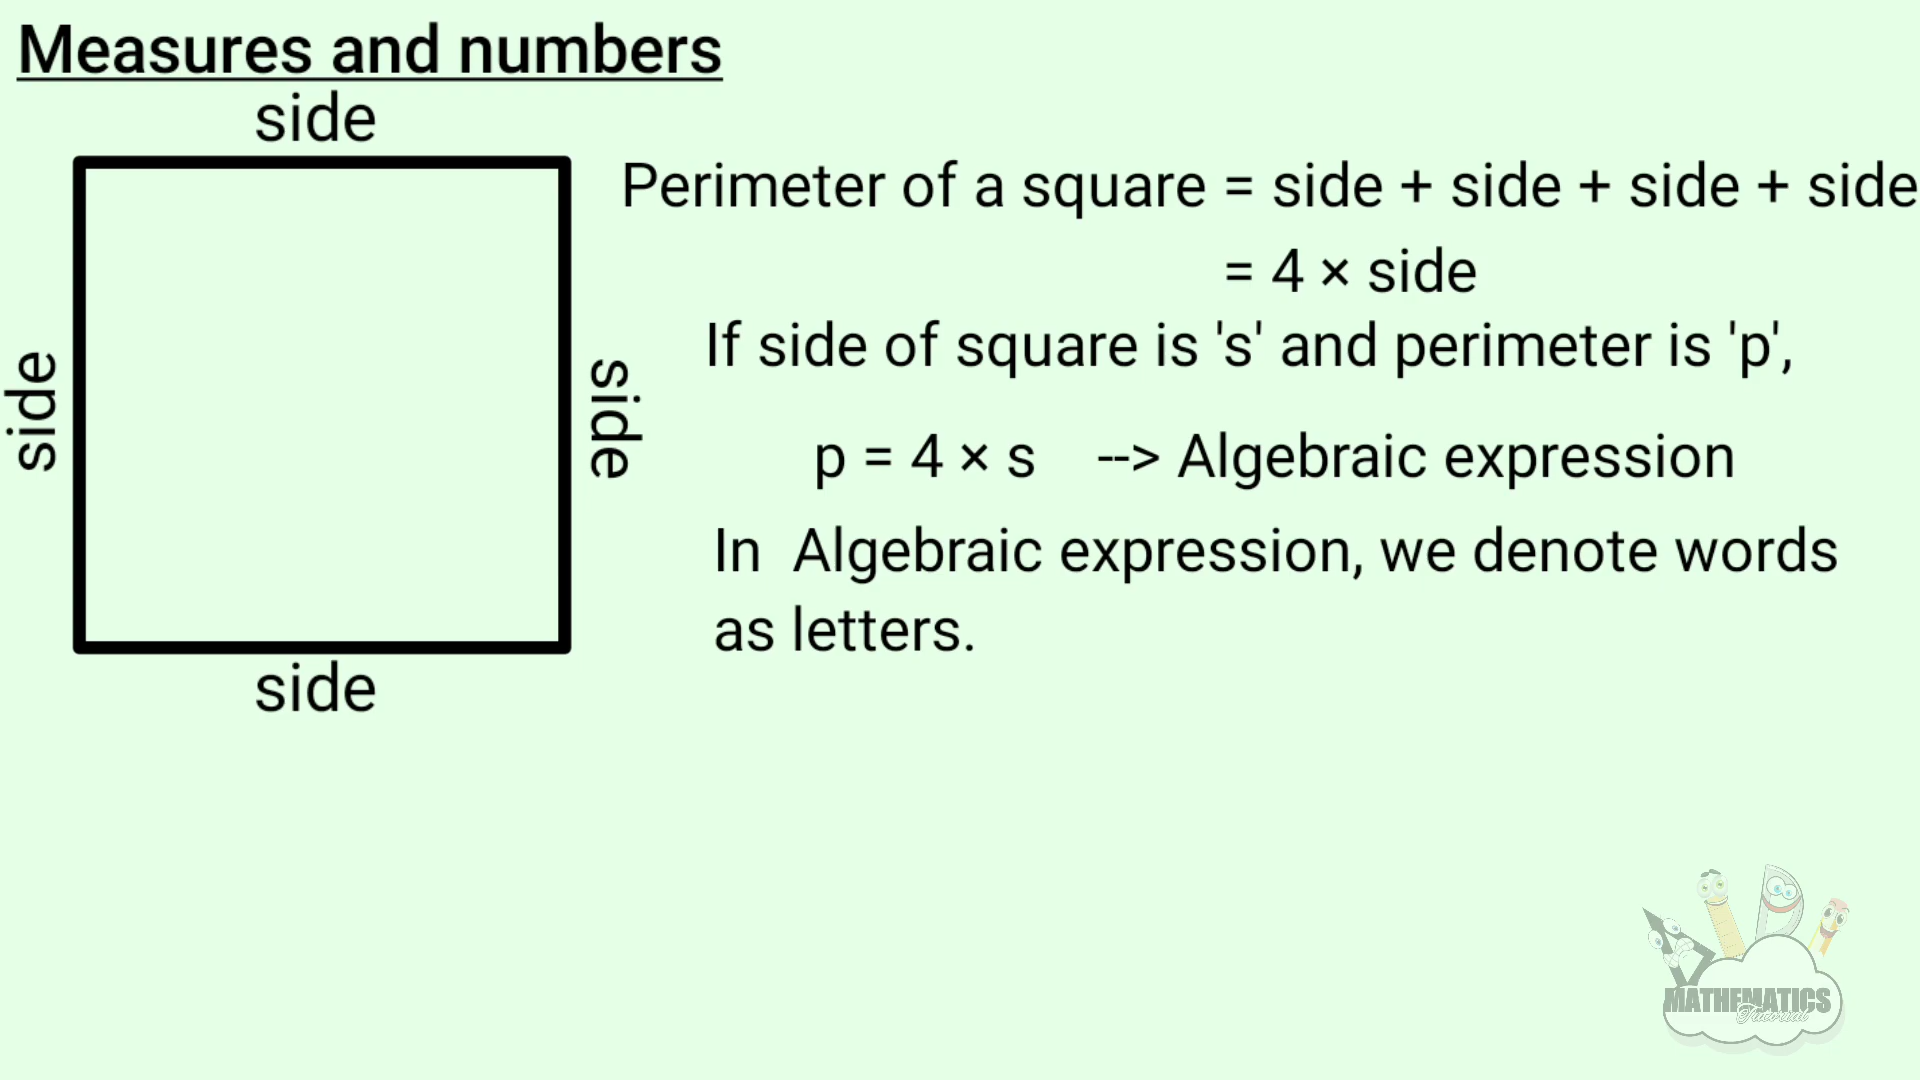 Measures and numbers
side
Perimeter of a square = side + side + side + side
= 4 × side
If side of square is 's' and perimeter is 'p',
side
side
p = 4 × s --> Algebraic expression
In Algebraic expression, we denote words
as letters.
side
MATHEMATICS
Tutorial